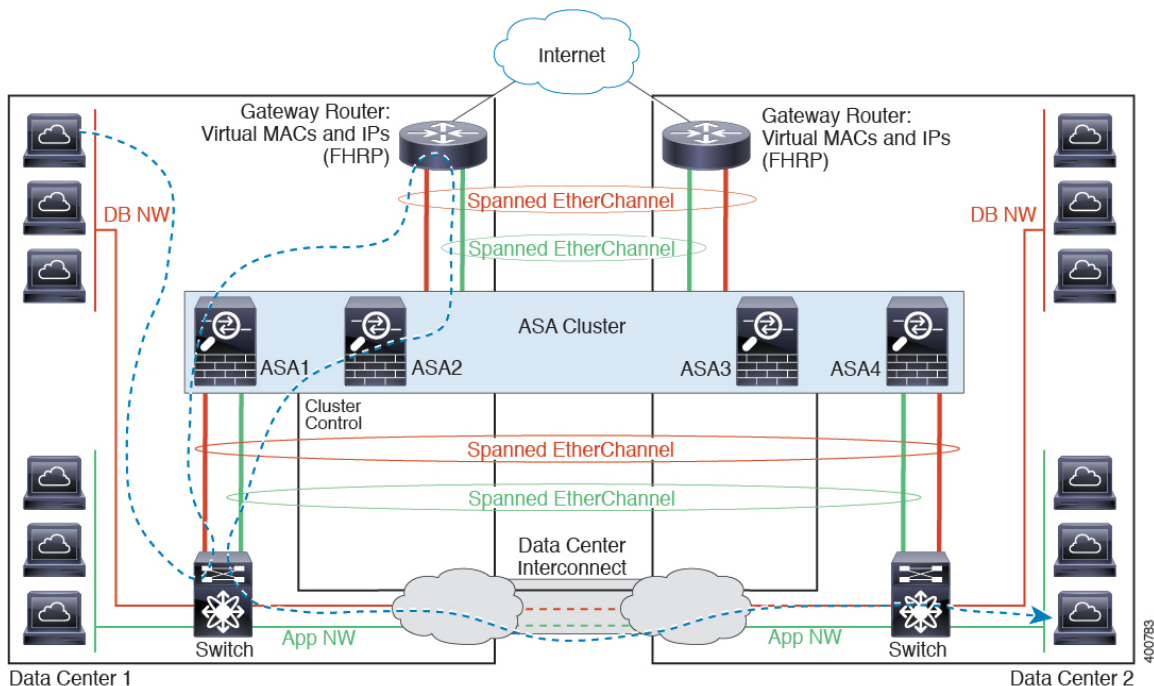 Internet
Gateway Router:
Virtual MACs and IPs
(FHRP)
Gateway Router:
Virtual MACs and IPs
(FHRP)
DB NW
Spanned EtherChannel
DB NW
Spanned EtherChannel
ASA Cluster
ASA1
ASA2
ASA3
ASA4
Cluster
Control
Spanned EtherChannel
Spanned EtherChannel
Data Center
Interconnect
App NW
App NW
Switch
Switch
400783
Data Center 1
Data Center 2